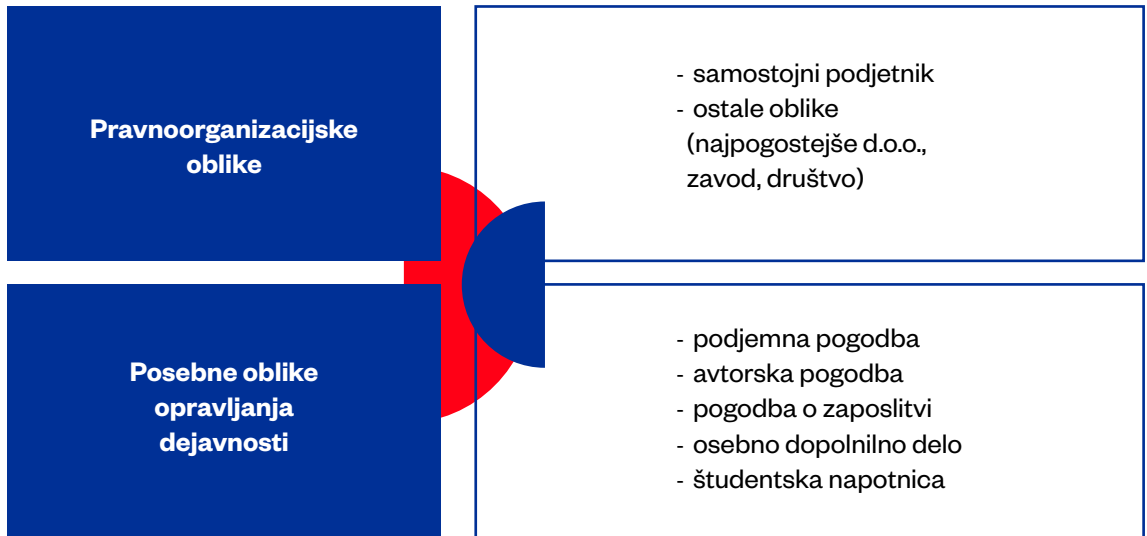 Pravnoorganizacijske
oblike
- samostojni podjetnik
- ostale oblike
(najpogostejše d.o.o.,
zavod, društvo)
Posebne oblike
opravljanja
dejavnosti
- podjemna pogodba
- avtorska pogodba
- pogodba o zaposlitvi
- osebno dopolnilno delo
- študentska napotnica